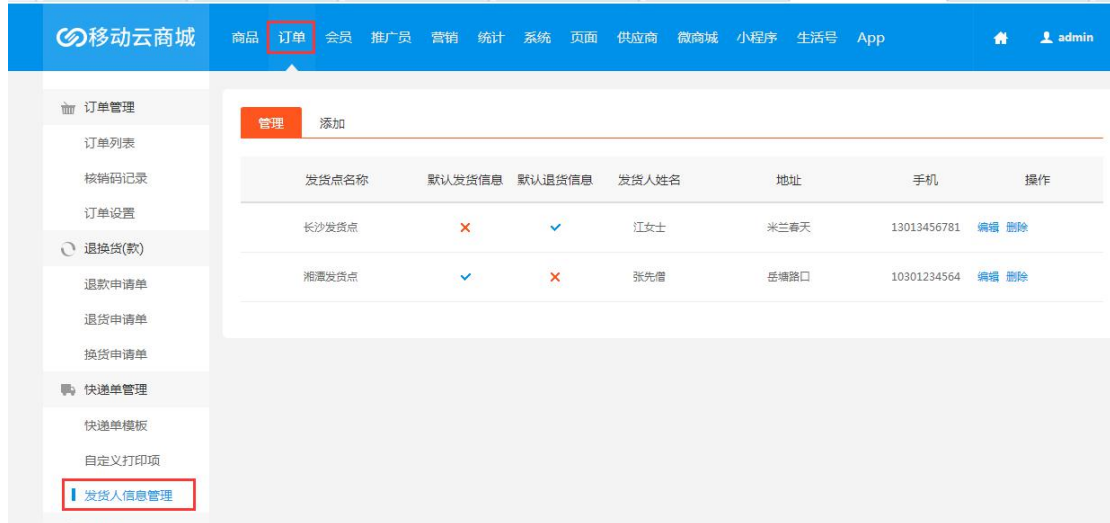 移动云商城
商品 订单 会员 推广员 营销 统计 系统 页面 供应商 微商城 小程序 生活号 App admin
订单管理
订单列表
核销码记录
订单设置
退换货(款)
退款申请单
退货申请单
换货申请单
快递单管理
快递单模板
自定义打印项
发货人信息管理
管理 添加
发货点名称 默认发货信息 默认退货信息 发货人姓名 地址 手机 操作
长沙发货点 江女士 米兰春天 13013456781 编辑 删除
湘潭发货点 张先僧 岳塘路口 10301234564 编辑 删除